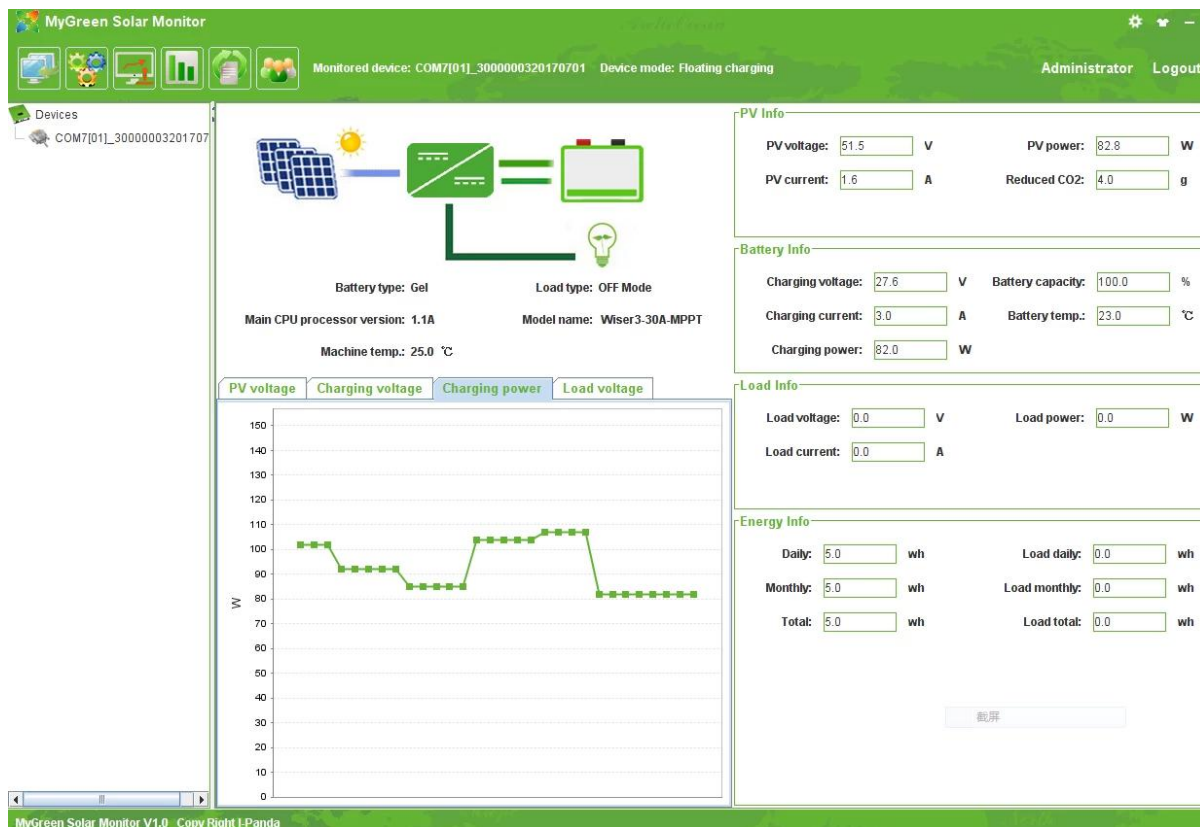 MyGreen Solar Monitor
Monitored device: COM7[01]_3000000320170701 Device mode: Floating charging
Administrator Logout
Devices
COM7[01]_30000003201707
Battery type: Gel Load type: OFF Mode
Main CPU processor version: 1.1A Model name: Wiser3-30A-MPPT
Machine temp.: 25.0 ℃
PV voltage Charging voltage Charging power Load voltage
150
140
130
120
110
100
90
80
70
60
50
40
30
20
10
0
W
PV Info
PV voltage: 51.5 V PV power: 82.8 W
PV current: 1.6 A Reduced CO2: 4.0 g
Battery Info
Charging voltage: 27.6 V Battery capacity: 100.0 %
Charging current: 3.0 A Battery temp.: 23.0 ℃
Charging power: 82.0 W
Load Info
Load voltage: 0.0 V Load power: 0.0 W
Load current: 0.0 A
Energy Info
Daily: 5.0 wh Load daily: 0.0 wh
Monthly: 5.0 wh Load monthly: 0.0 wh
Total: 5.0 wh Load total: 0.0 wh
截屏
MyGreen Solar Monitor V1.0 Copy Right I-Panda